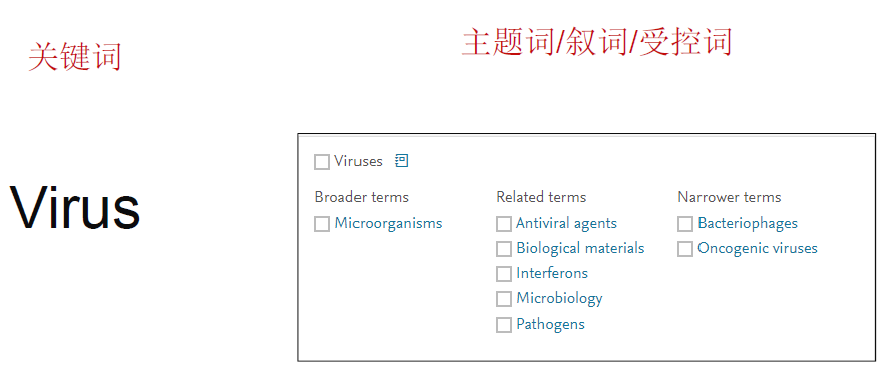 关键词
主题词/叙词/受控词
Virus
Viruses
Broader terms
Microorganisms
Related terms
Antiviral agents
Biological materials
Interferons
Microbiology
Pathogens
Narrower terms
Bacteriophages
Oncogenic viruses